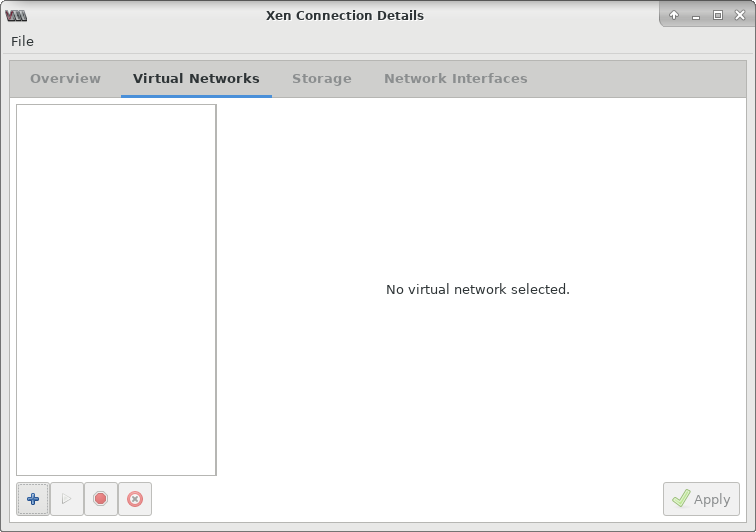 Xen Connection Details
File
Overview Virtual Networks Storage Network Interfaces
No virtual network selected.
Apply